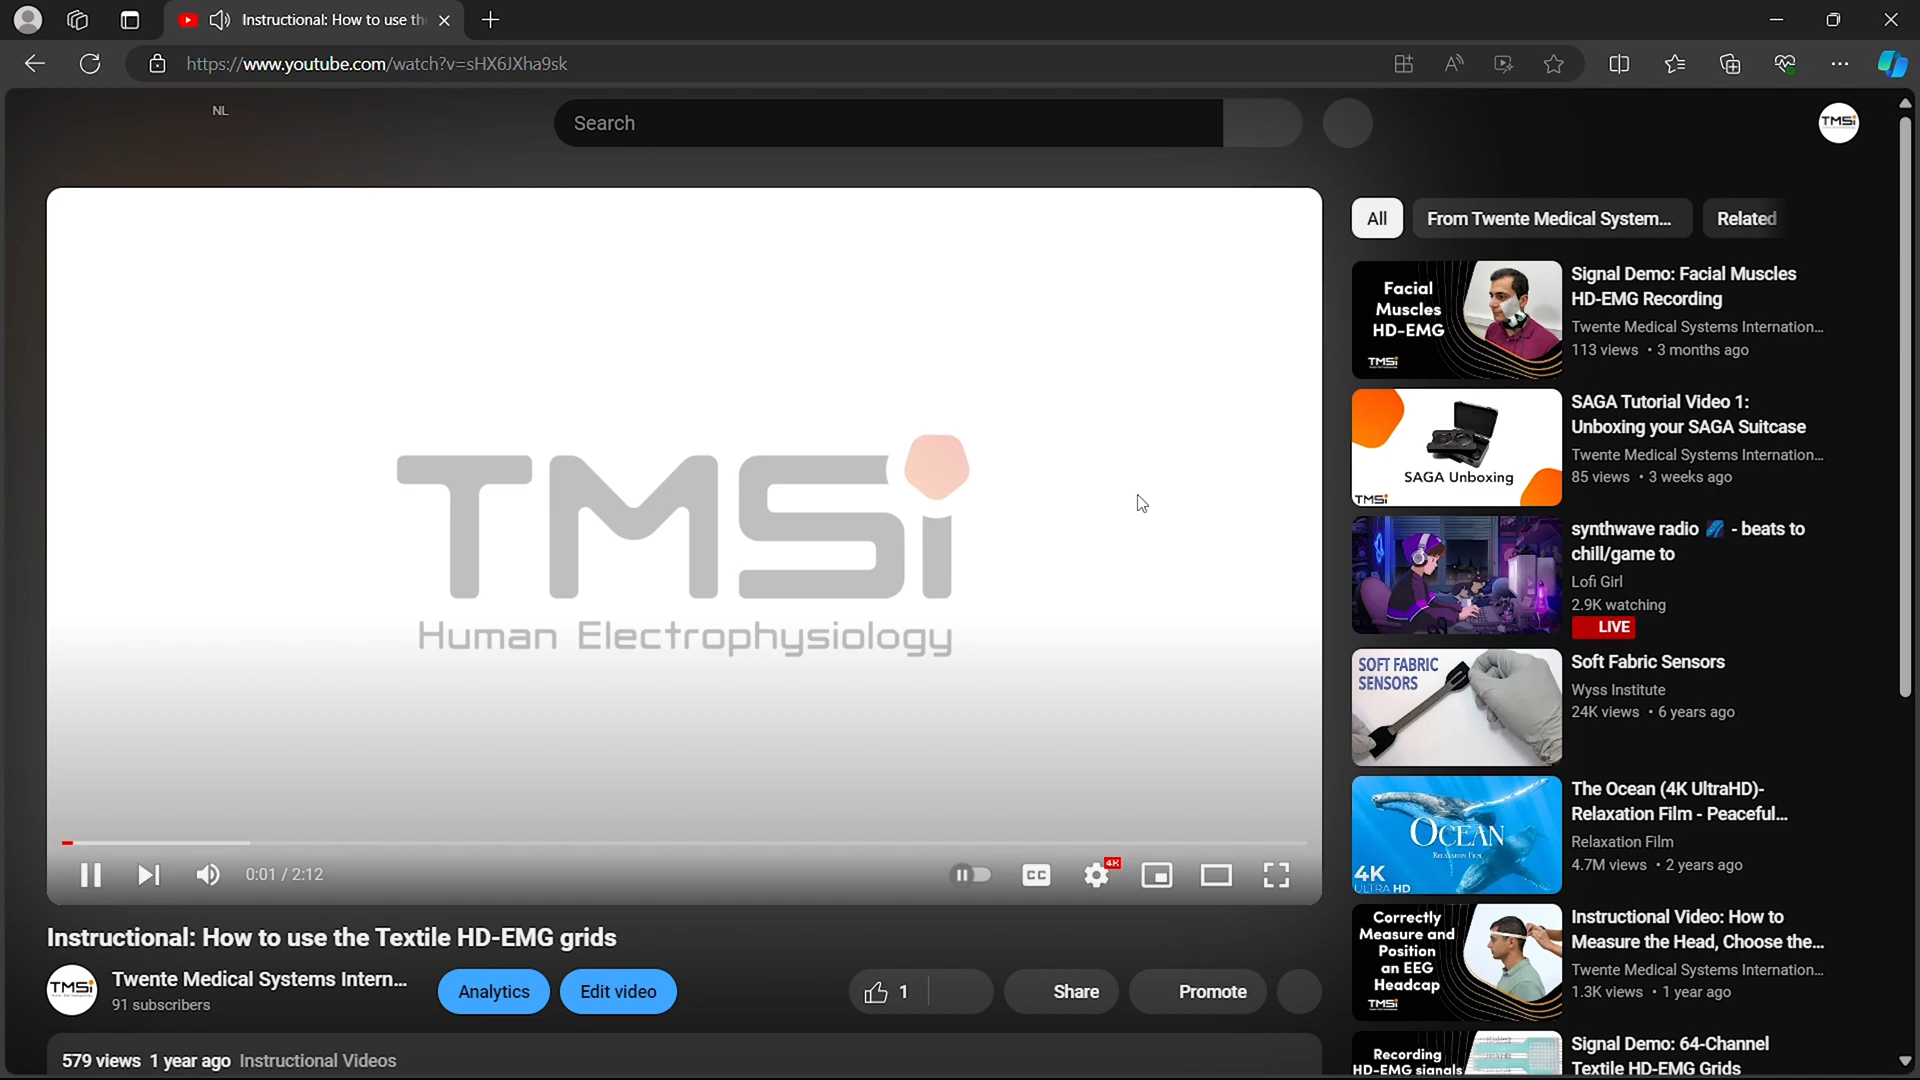 Instructional: How to use th
https://www.youtube.com/watch?v=sHX6JXha9sk
NL
Search
TMSi
TMSi
Human Electrophysiology
0:01 / 2:12
CC
4K
Instructional: How to use the Textile HD-EMG grids
TMSi
Twente Medical Systems Intern...
91 subscribers
Analytics
Edit video
1
Share
Promote
579 views 1 year ago Instructional Videos
All
From Twente Medical System...
Related
Facial
Muscles
HD-EMG
TMSi
Signal Demo: Facial Muscles
HD-EMG Recording
Twente Medical Systems Internation...
113 views • 3 months ago
SAGA Unboxing
TMSi
SAGA Tutorial Video 1:
Unboxing your SAGA Suitcase
Twente Medical Systems Internation...
85 views • 3 weeks ago
synthwave radio 🌌 - beats to
chill/game to
Lofi Girl
2.9K watching
LIVE
SOFT FABRIC
SENSORS
Soft Fabric Sensors
Wyss Institute
24K views • 6 years ago
OCEAN
RELAXATION FILM
4K
ULTRA HD
The Ocean (4K UltraHD)-
Relaxation Film - Peaceful...
Relaxation Film
4.7M views • 2 years ago
Correctly
Measure and
Position
an EEG
Headcap
TMSi
Instructional Video: How to
Measure the Head, Choose the...
Twente Medical Systems Internation...
1.3K views • 1 year ago
Recording
HD-EMG signals
Signal Demo: 64-Channel
Textile HD-EMG Grids